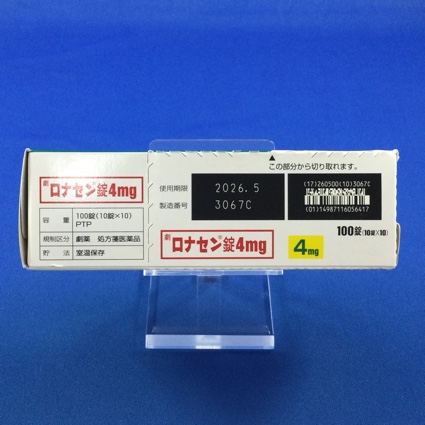 劇 ロナセン®錠4mg
容 量 100錠(10錠×10) PTP
規制区分 劇薬 処方箋医薬品
貯 法 室温保存
▲
この部分から切り取れます。
使用期限 2026.5
製造番号 3067C
(17)260500(10)3067C
(01)14987116056417
劇 ロナセン®錠4mg
4mg
100錠(10錠×10)